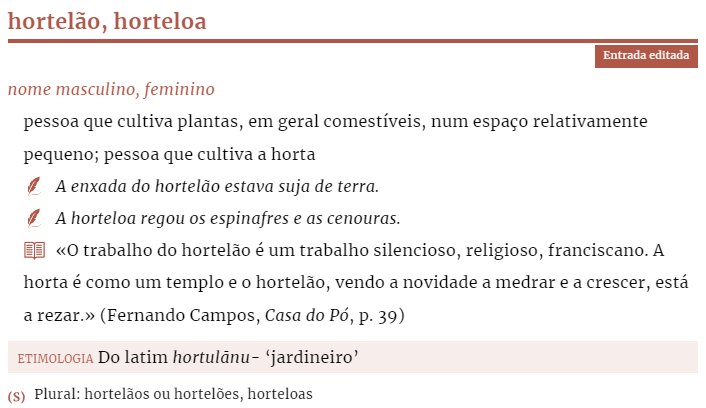 hortelão, horteloa
Entrada editada
nome masculino, feminino
pessoa que cultiva plantas, em geral comestíveis, num espaço relativamente
pequeno; pessoa que cultiva a horta
A enxada do hortelão estava suja de terra.
A horteloa regou os espinafres e as cenouras.
«O trabalho do hortelão é um trabalho silencioso, religioso, franciscano. A
horta é como um templo e o hortelão, vendo a novidade a medrar e a crescer, está
a rezar.» (Fernando Campos, Casa do Pó, p. 39)
ETIMOLOGIA Do latim hortulānu- ‘jardineiro’
(S) Plural: hortelãos ou hortelões, horteloas